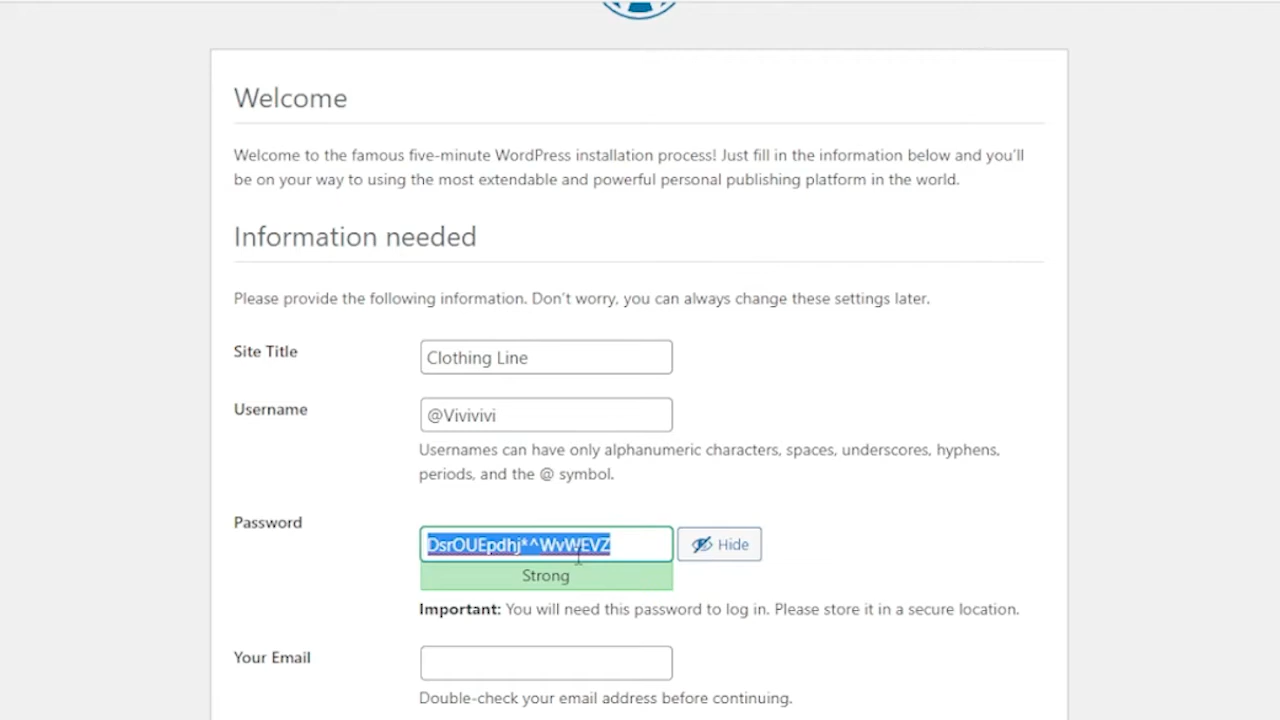 Welcome
Welcome to the famous five-minute WordPress installation process! Just fill in the information below and you'll
be on your way to using the most extendable and powerful personal publishing platform in the world.
Information needed
Please provide the following information. Don't worry, you can always change these settings later.
Site Title
Clothing Line
Username
@Vivivivi
Usernames can have only alphanumeric characters, spaces, underscores, hyphens,
periods, and the @ symbol.
Password
DsrOUEpdhj*^WvWEVZ
Hide
Strong
Important: You will need this password to log in. Please store it in a secure location.
Your Email
Double-check your email address before continuing.